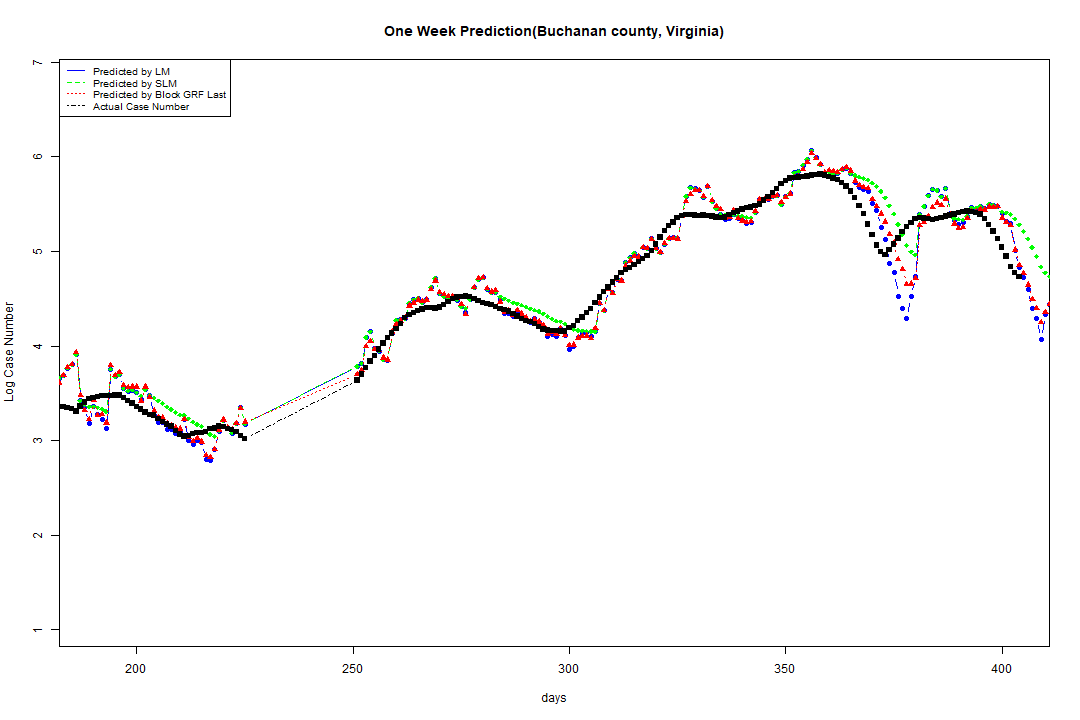 One Week Prediction(Buchanan county, Virginia)
Predicted by LM
Predicted by SLM
Predicted by Block GRF Last
Actual Case Number
7
6
5
4
3
2
1
Log Case Number
200
250
300
350
400
days